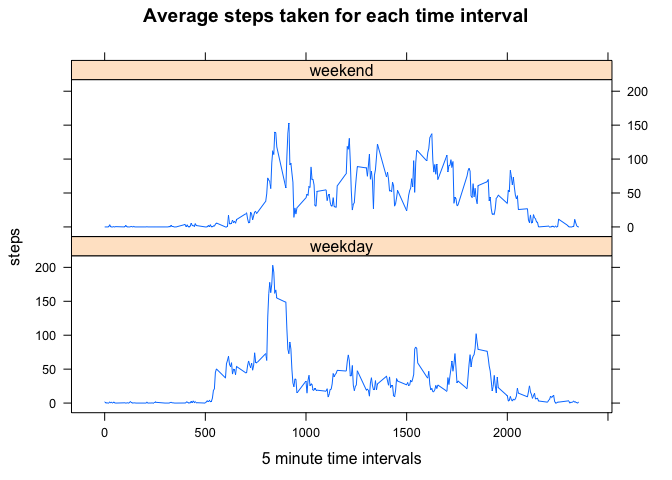 Average steps taken for each time interval
weekend
200
150
100
50
0
steps
weekday
200
150
100
50
0
0 500 1000 1500 2000
5 minute time intervals